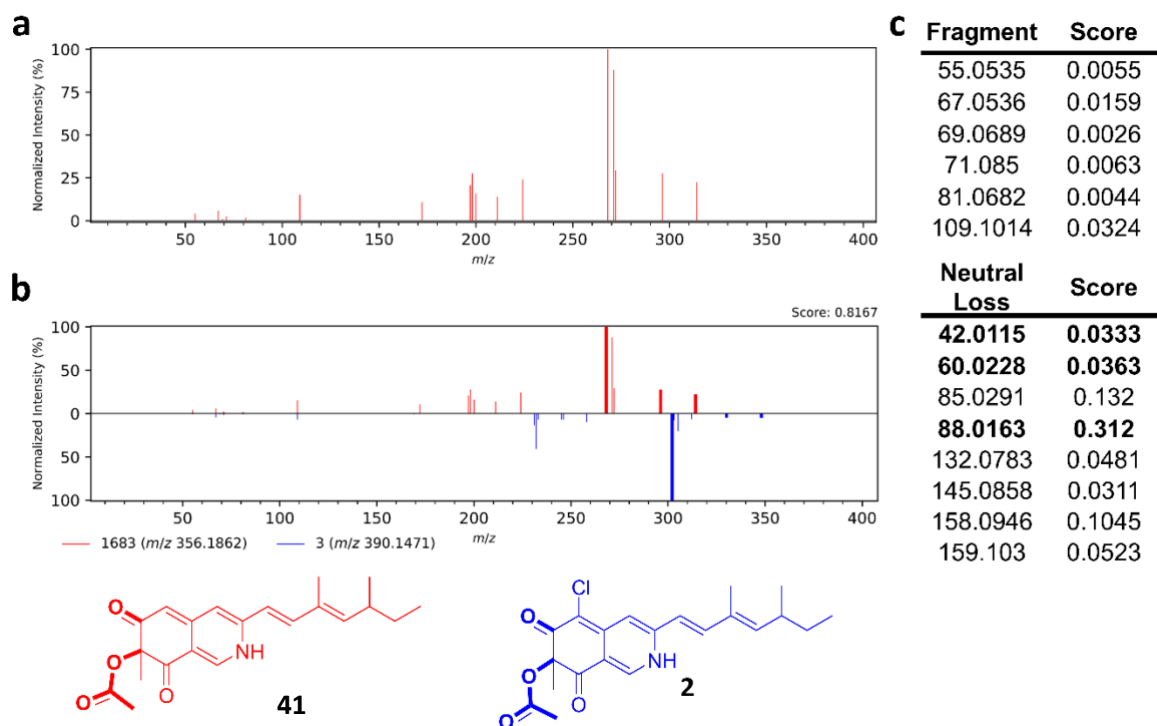 a
100
75
50
25
0
Normalized Intensity (%)
50 100 150 200 250 300 350 400
m/z
b
Score: 0.8167
100
50
0
50
100
Normalized Intensity (%)
50 100 150 200 250 300 350 400
m/z
1683 (m/z 356.1862) 3 (m/z 390.1471)
O
NH
O
O
O
41
Cl
O
NH
O
O
O
2
c
Fragment Score
55.0535 0.0055
67.0536 0.0159
69.0689 0.0026
71.085 0.0063
81.0682 0.0044
109.1014 0.0324
Neutral
Loss Score
42.0115 0.0333
60.0228 0.0363
85.0291 0.132
88.0163 0.312
132.0783 0.0481
145.0858 0.0311
158.0946 0.1045
159.103 0.0523